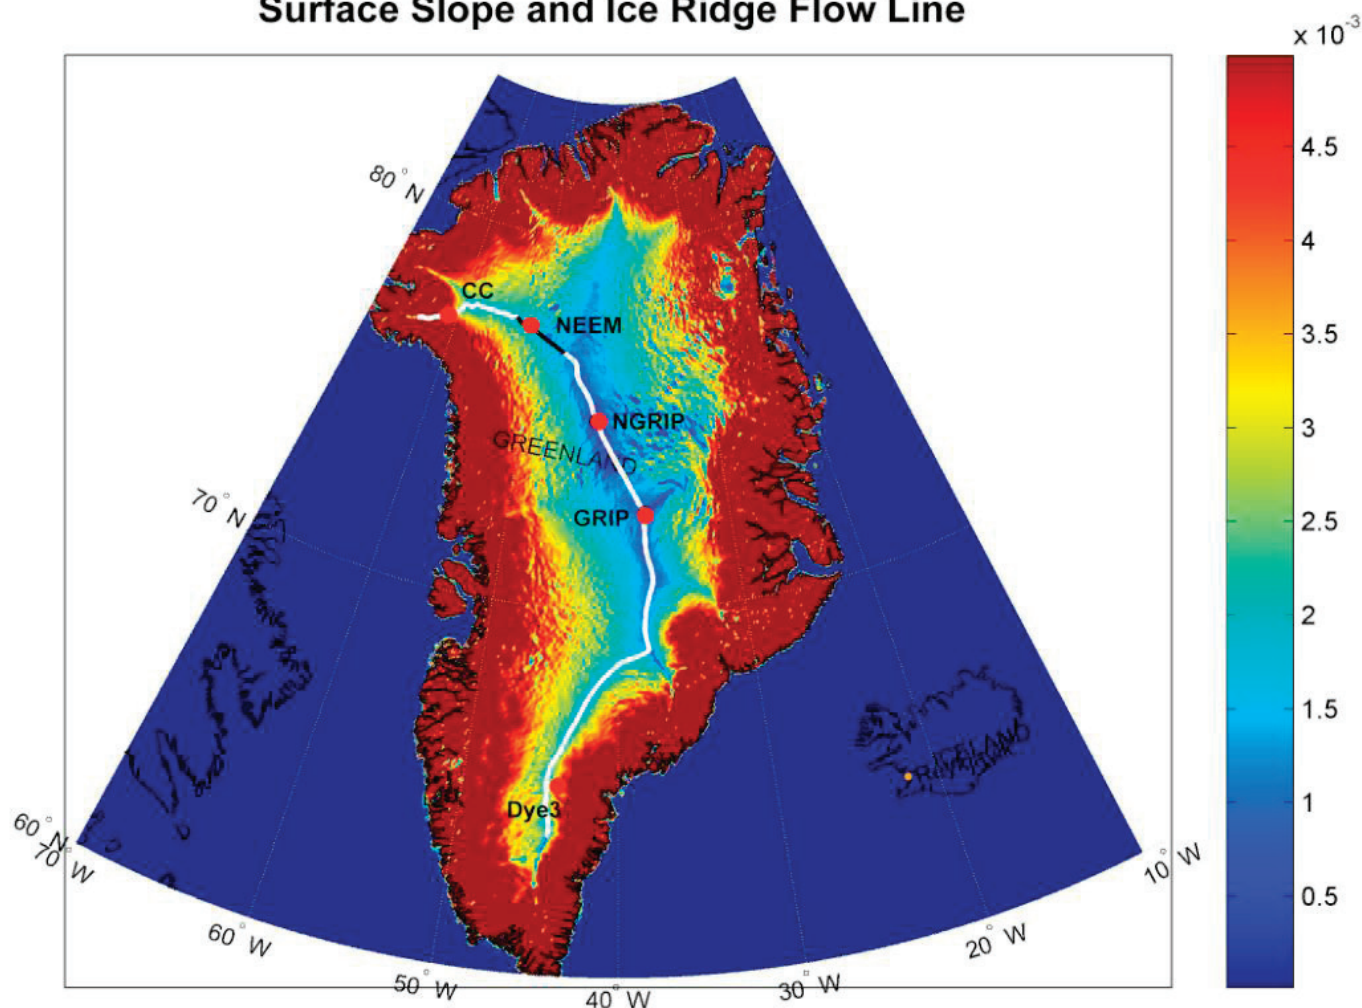 Surface Slope and Ice Ridge Flow Line
x 10⁻³
4.5
80° N
4
CC
NEEM
3.5
NGRIP
3
GREENLAND
70° N
GRIP
2.5
2
1.5
ICELAND
Dye3
1
60° N
70° W
10° W
0.5
60° W
20° W
50° W
40° W
30° W